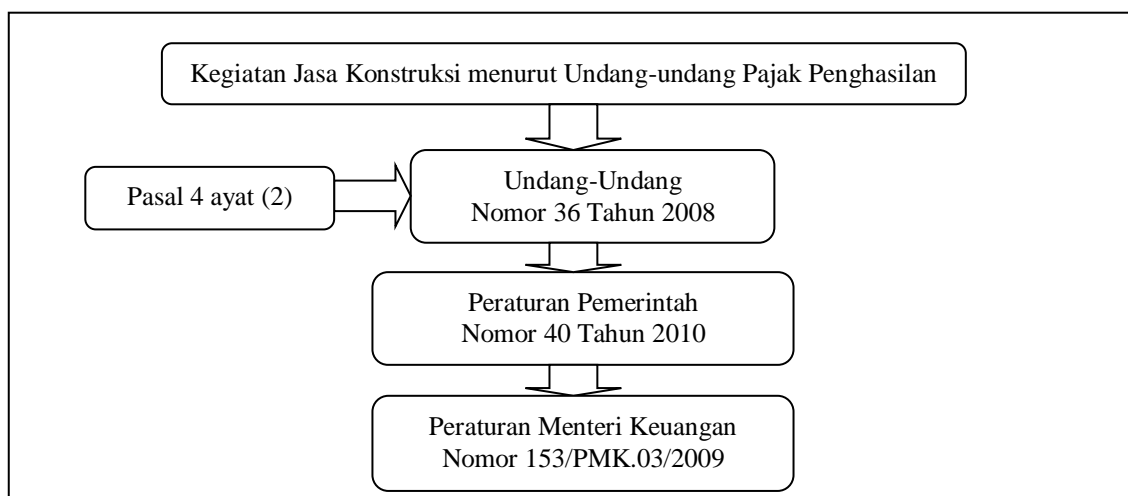 Kegiatan Jasa Konstruksi menurut Undang-undang Pajak Penghasilan
Pasal 4 ayat (2)
Undang-Undang
Nomor 36 Tahun 2008
Peraturan Pemerintah
Nomor 40 Tahun 2010
Peraturan Menteri Keuangan
Nomor 153/PMK.03/2009